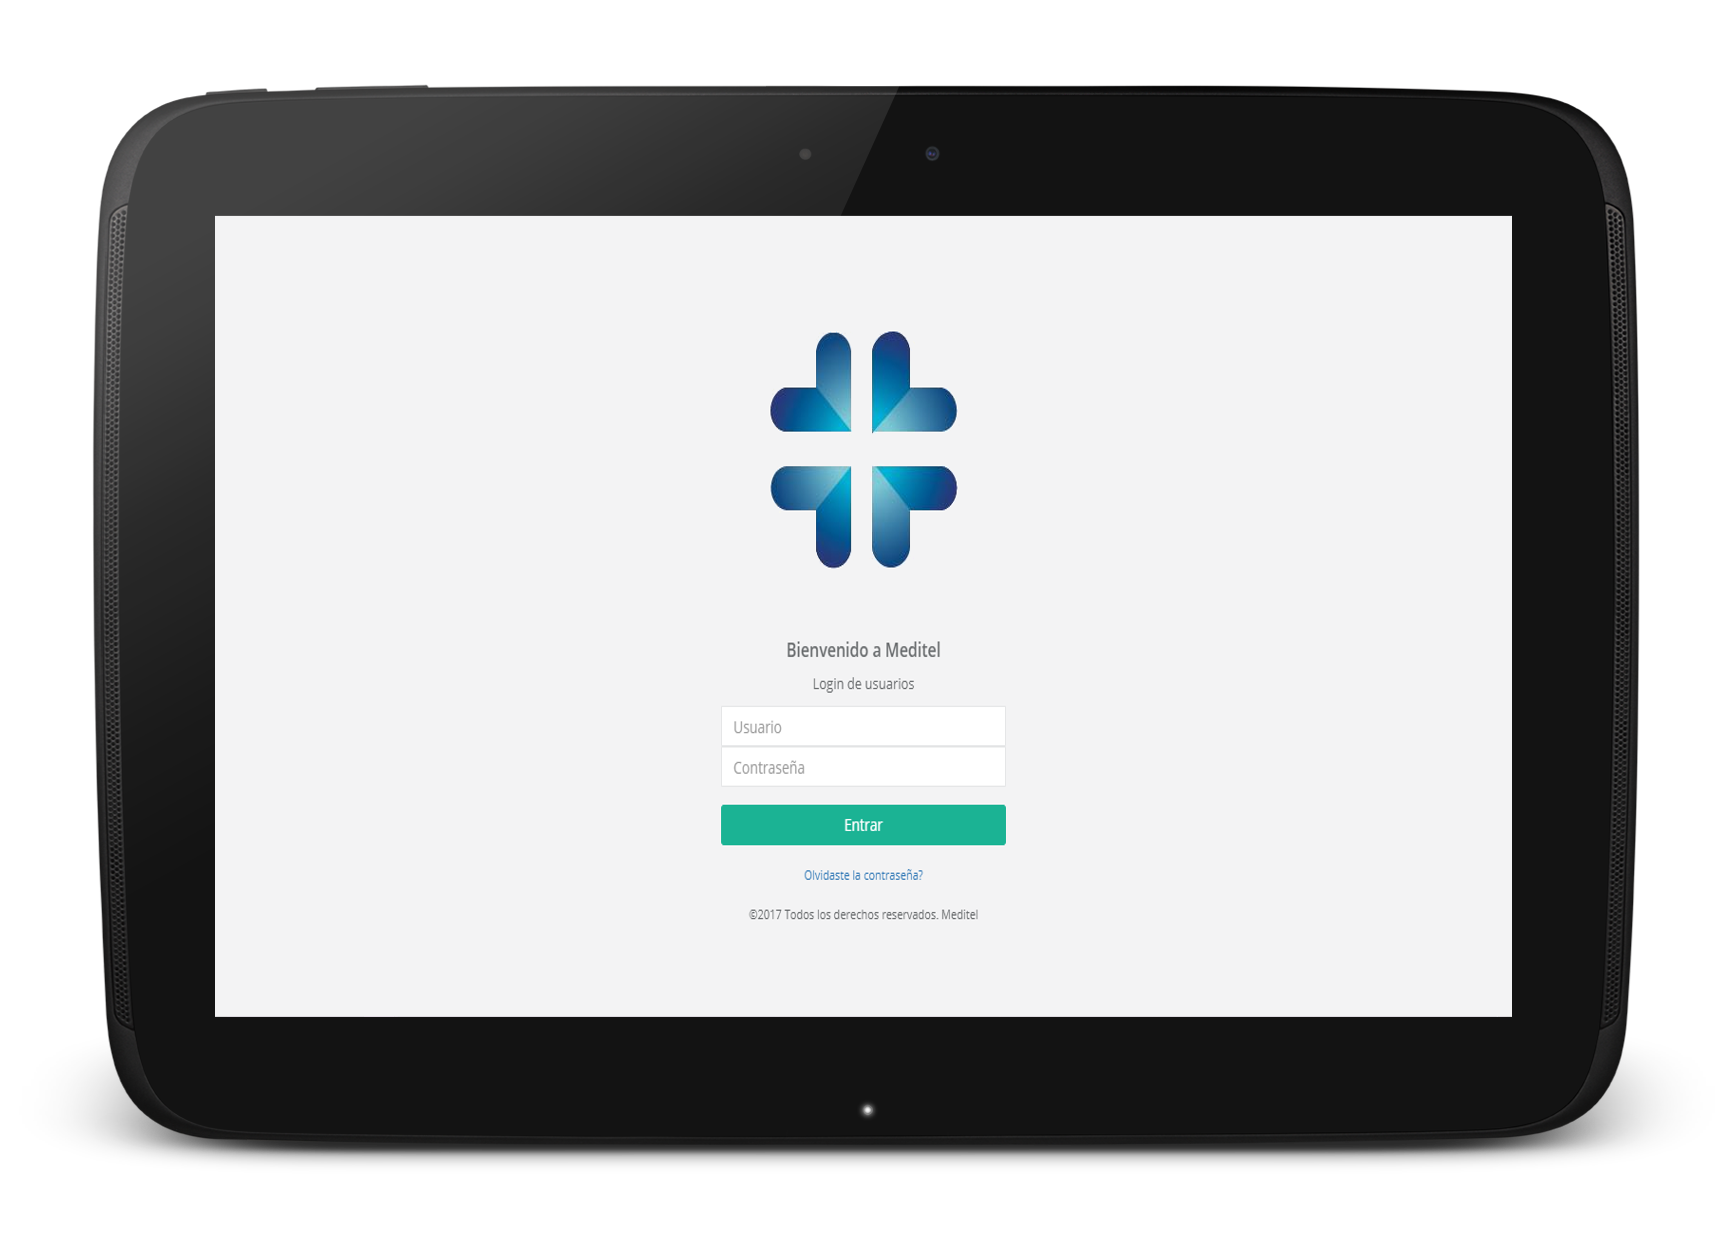 Bienvenido a Meditel
Login de usuarios
Usuario
Contraseña
Entrar
Olvidaste la contraseña?
©2017 Todos los derechos reservados. Meditel